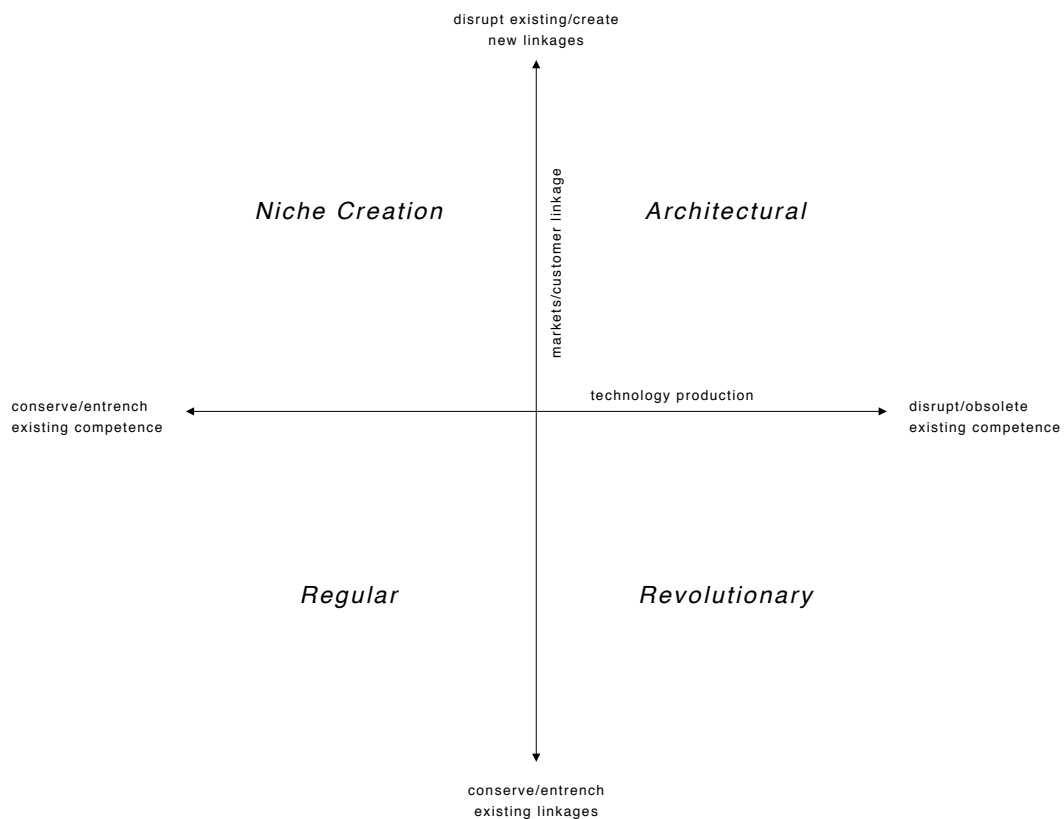 disrupt existing/create
new linkages
Niche Creation
Architectural
markets/customer linkage
technology production
conserve/entrench
existing competence
disrupt/obsolete
existing competence
Regular
Revolutionary
conserve/entrench
existing linkages